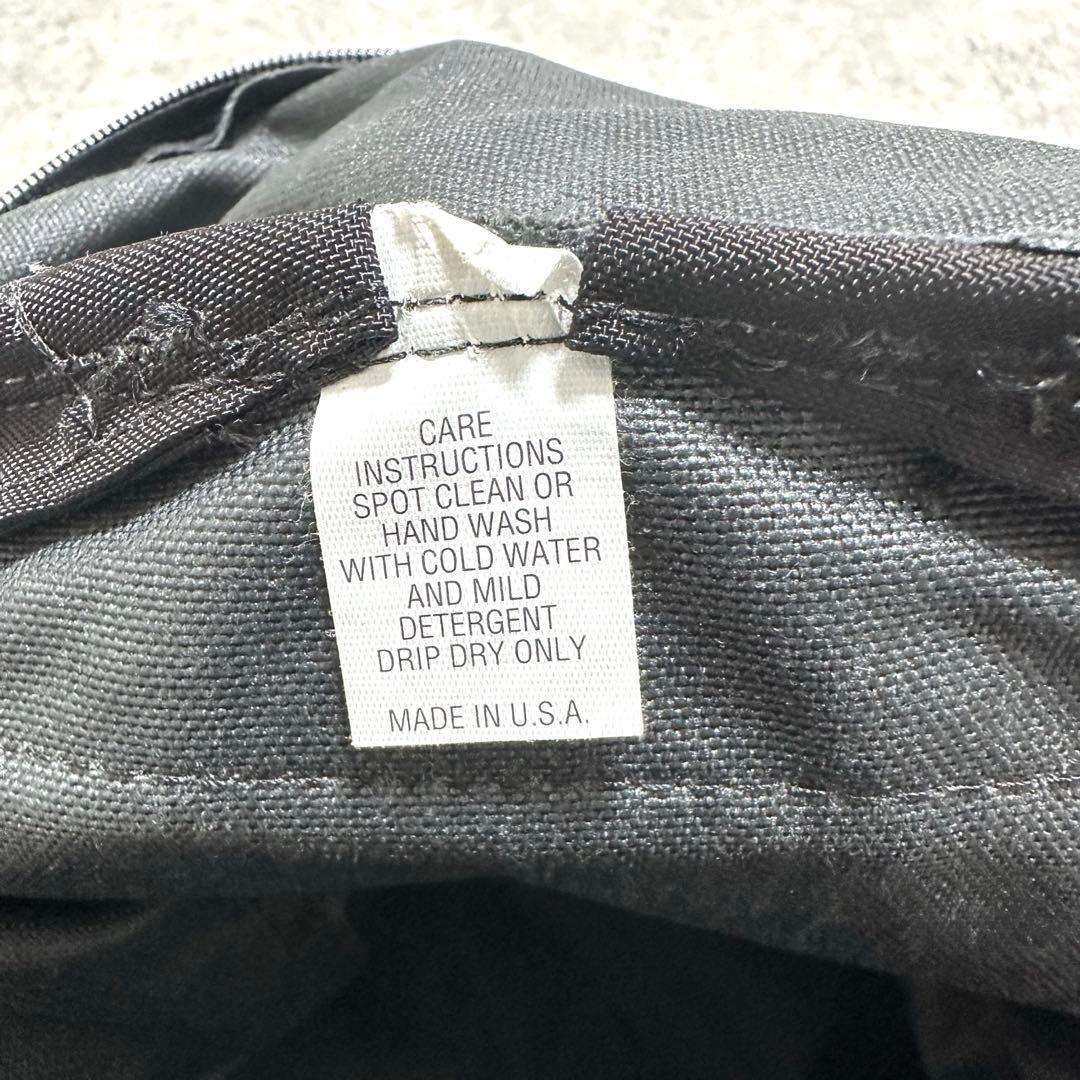 CARE
INSTRUCTIONS
SPOT CLEAN OR
HAND WASH
WITH COLD WATER
AND MILD
DETERGENT
DRIP DRY ONLY
MADE IN U.S.A.